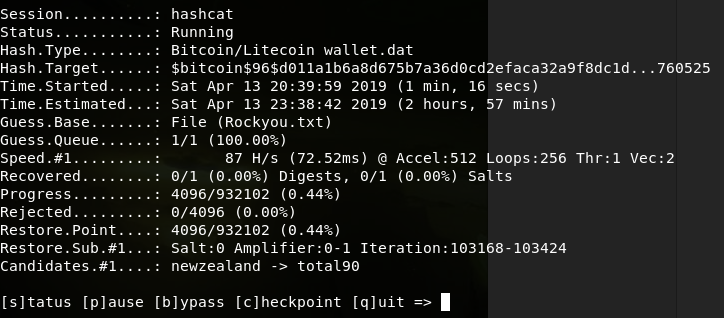 Session..........: hashcat
Status...........: Running
Hash.Type........: Bitcoin/Litecoin wallet.dat
Hash.Target......: $bitcoin$96$d011a1b6a8d675b7a36d0cd2efaca32a9f8dc1d...760525
Time.Started.....: Sat Apr 13 20:39:59 2019 (1 min, 16 secs)
Time.Estimated...: Sat Apr 13 23:38:42 2019 (2 hours, 57 mins)
Guess.Base.......: File (Rockyou.txt)
Guess.Queue......: 1/1 (100.00%)
Speed.#1.........:       87 H/s (72.52ms) @ Accel:512 Loops:256 Thr:1 Vec:2
Recovered........: 0/1 (0.00%) Digests, 0/1 (0.00%) Salts
Progress.........: 4096/932102 (0.44%)
Rejected.........: 0/4096 (0.00%)
Restore.Point....: 4096/932102 (0.44%)
Restore.Sub.#1...: Salt:0 Amplifier:0-1 Iteration:103168-103424
Candidates.#1....: newzealand -> total90
[s]tatus [p]ause [b]ypass [c]heckpoint [q]uit =>